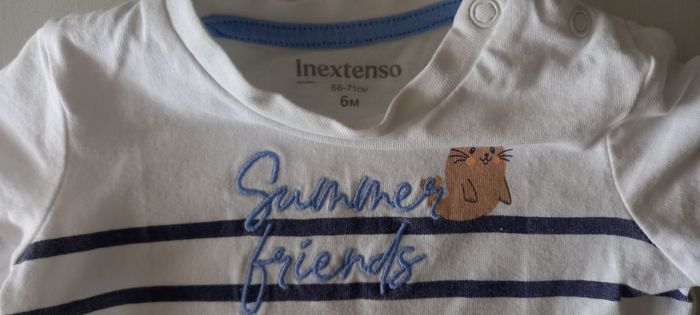 Inextenso
66-71CM
6M
Summer
friends